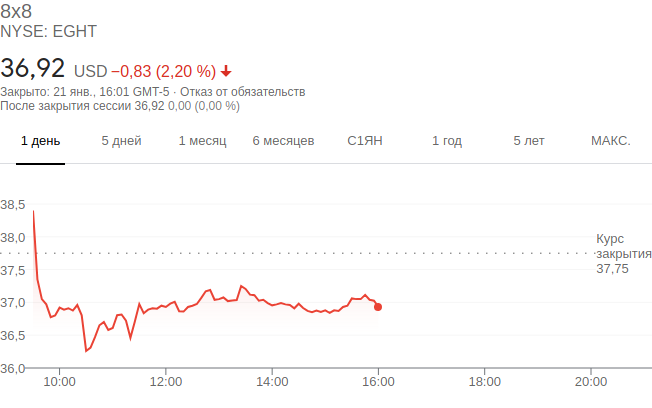 8x8
NYSE: EGHT
36,92 USD −0,83 (2,20 %)
Закрыто: 21 янв., 16:01 GMT-5 · Отказ от обязательств
После закрытия сессии 36,92 0,00 (0,00 %)
1 день 5 дней 1 месяц 6 месяцев С1ЯН 1 год 5 лет МАКС.
38,5
38,0
Курс
закрытия
37,75
37,5
37,0
36,5
36,0
10:00 12:00 14:00 16:00 18:00 20:00